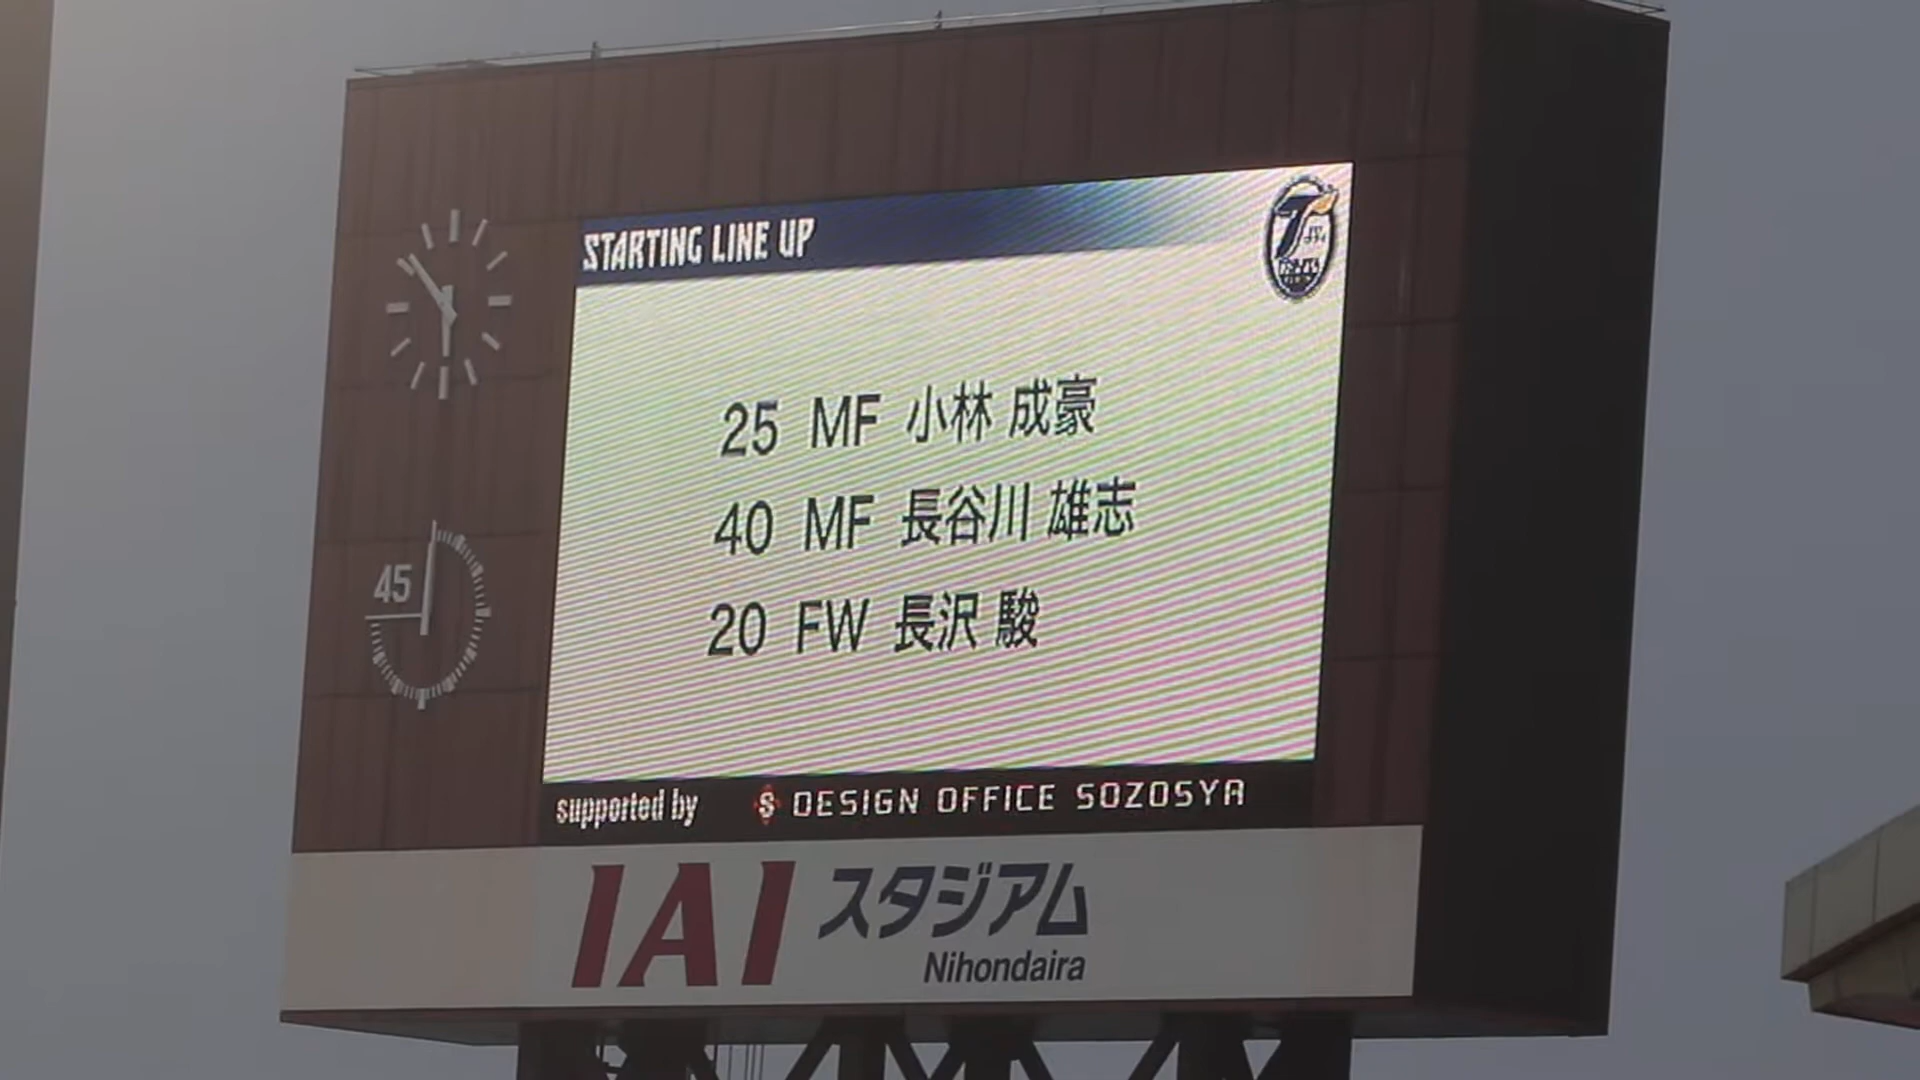 STARTING LINE UP
25 MF 小林 成豪
40 MF 長谷川 雄志
20 FW 長沢 駿
45
supported by S DESIGN OFFICE SOZOSYA
IAI スタジアム
Nihondaira